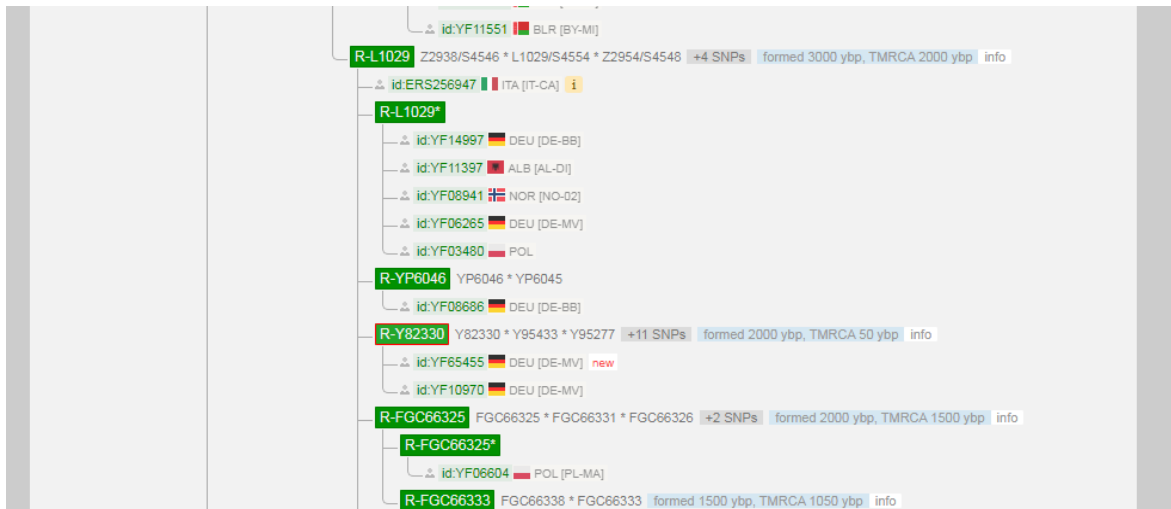 id:YF11551 BLR [BY-MI]
R-L1029 Z2938/S4546 * L1029/S4554 * Z2954/S4548 +4 SNPs formed 3000 ybp, TMRCA 2000 ybp info
id:ERS256947 ITA [IT-CA] i
R-L1029*
id:YF14997 DEU [DE-BB]
id:YF11397 ALB [AL-DI]
id:YF08941 NOR [NO-02]
id:YF06265 DEU [DE-MV]
id:YF03480 POL
R-YP6046 YP6046 * YP6045
id:YF08686 DEU [DE-BB]
R-Y82330 Y82330 * Y95433 * Y95277 +11 SNPs formed 2000 ybp, TMRCA 50 ybp info
id:YF65455 DEU [DE-MV] new
id:YF10970 DEU [DE-MV]
R-FGC66325 FGC66325 * FGC66331 * FGC66326 +2 SNPs formed 2000 ybp, TMRCA 1500 ybp info
R-FGC66325*
id:YF06604 POL [PL-MA]
R-FGC66333 FGC66338 * FGC66333 formed 1500 ybp, TMRCA 1050 ybp info